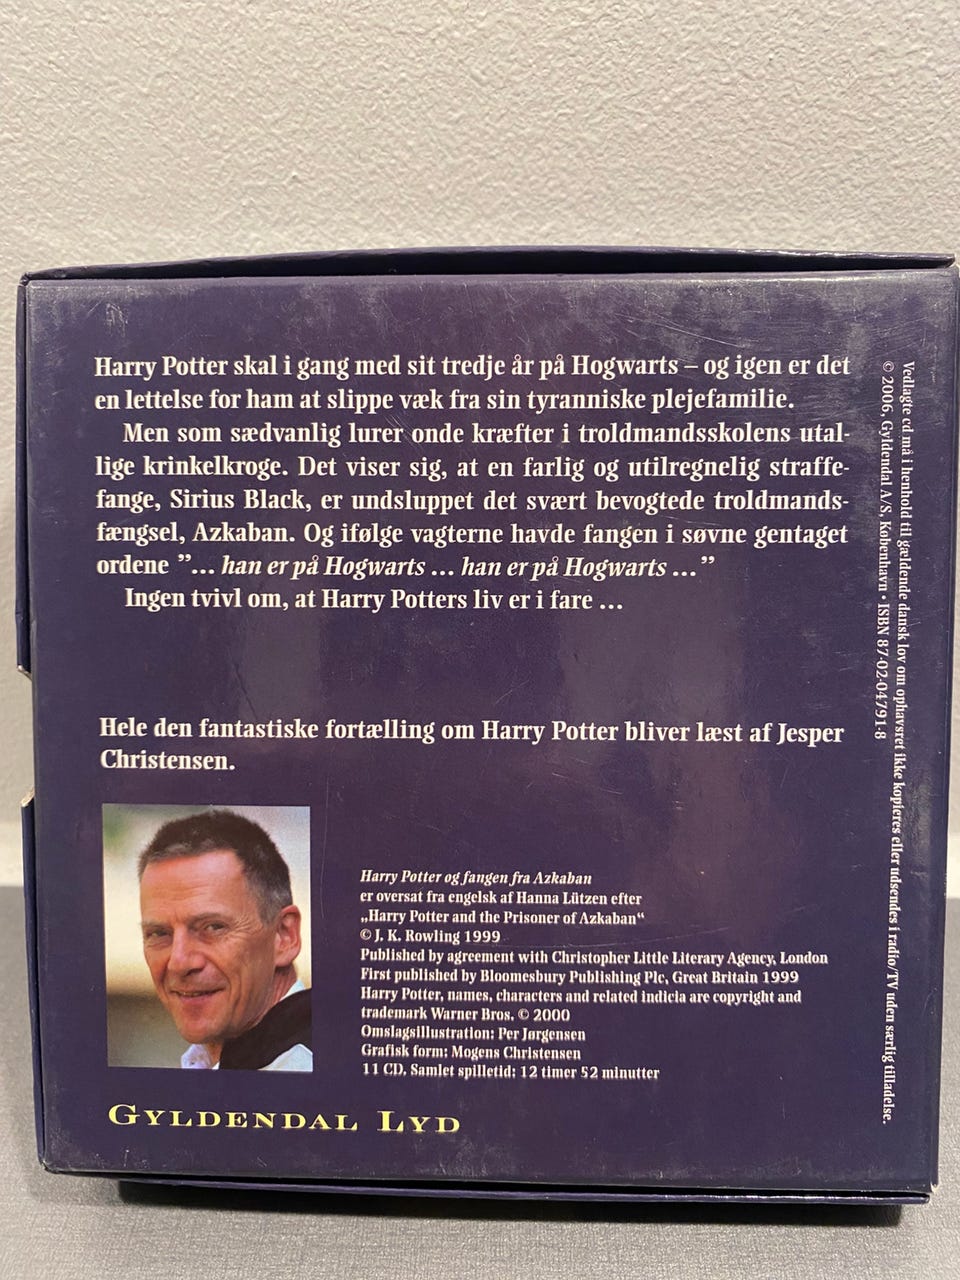 Harry Potter skal i gang med sit tredje år på Hogwarts – og igen er det
en lettelse for ham at slippe væk fra sin tyranniske plejefamilie.
Men som sædvanlig lurer onde kræfter i troldmandsskolens utal-
lige krinkelkroge. Det viser sig, at en farlig og utilregnelig straffe-
fange, Sirius Black, er undsluppet det svært bevogtede troldmands-
fængsel, Azkaban. Og ifølge vagterne havde fangen i søvne gentaget
ordene ”... han er på Hogwarts ... han er på Hogwarts ...”
Ingen tvivl om, at Harry Potters liv er i fare ...
Hele den fantastiske fortælling om Harry Potter bliver læst af Jesper
Christensen.
Harry Potter og fangen fra Azkaban
er oversat fra engelsk af Hanna Lützen efter
„Harry Potter and the Prisoner of Azkaban“
© J. K. Rowling 1999
Published by agreement with Christopher Little Literary Agency, London
First published by Bloomesbury Publishing Plc, Great Britain 1999
Harry Potter, names, characters and related indicia are copyright and
trademark Warner Bros. © 2000
Omslagsillustration: Per Jørgensen
Grafisk form: Mogens Christensen
11 CD. Samlet spilletid: 12 timer 52 minutter
GYLDENDAL LYD
Vedlagte cd må i henhold til gældende dansk lov om ophavsret ikke kopieres eller udsendes i radio/TV uden særlig tilladelse.
© 2006, Gyldendal A/S, København • ISBN 87-02-04791-8